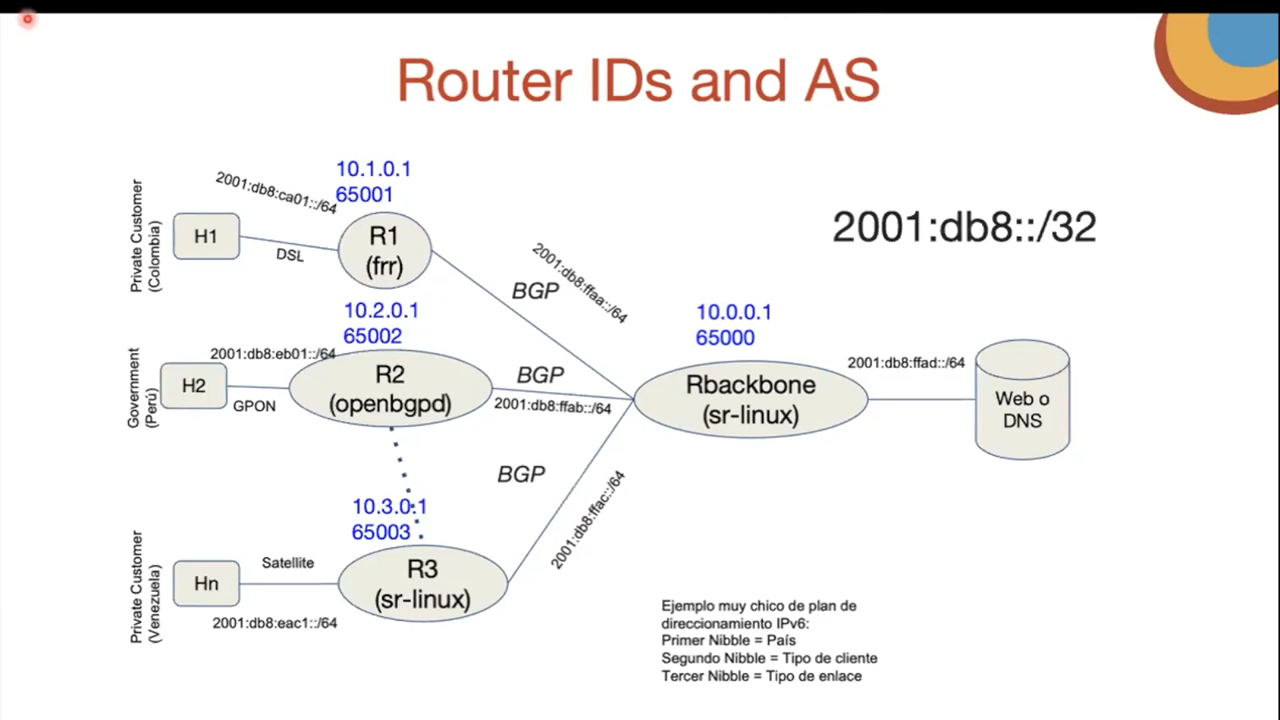 Router IDs and AS
10.1.0.1
65001
2001:db8:ca01::/64
Private Customer
(Colombia)
H1
DSL
R1
(frr)
2001:db8::/32
2001:db8:ffaa::/64
BGP
10.2.0.1
65002
10.0.0.1
65000
2001:db8:eb01::/64
Government
(Perú)
H2
GPON
R2
(openbgpd)
BGP
2001:db8:ffab::/64
Rbackbone
(sr-linux)
2001:db8:ffad::/64
Web o
DNS
BGP
2001:db8:ffac::/64
10.3.0.1
65003
Private Customer
(Venezuela)
Hn
Satellite
2001:db8:eac1::/64
R3
(sr-linux)
Ejemplo muy chico de plan de
direccionamiento IPv6:
Primer Nibble = País
Segundo Nibble = Tipo de cliente
Tercer Nibble = Tipo de enlace